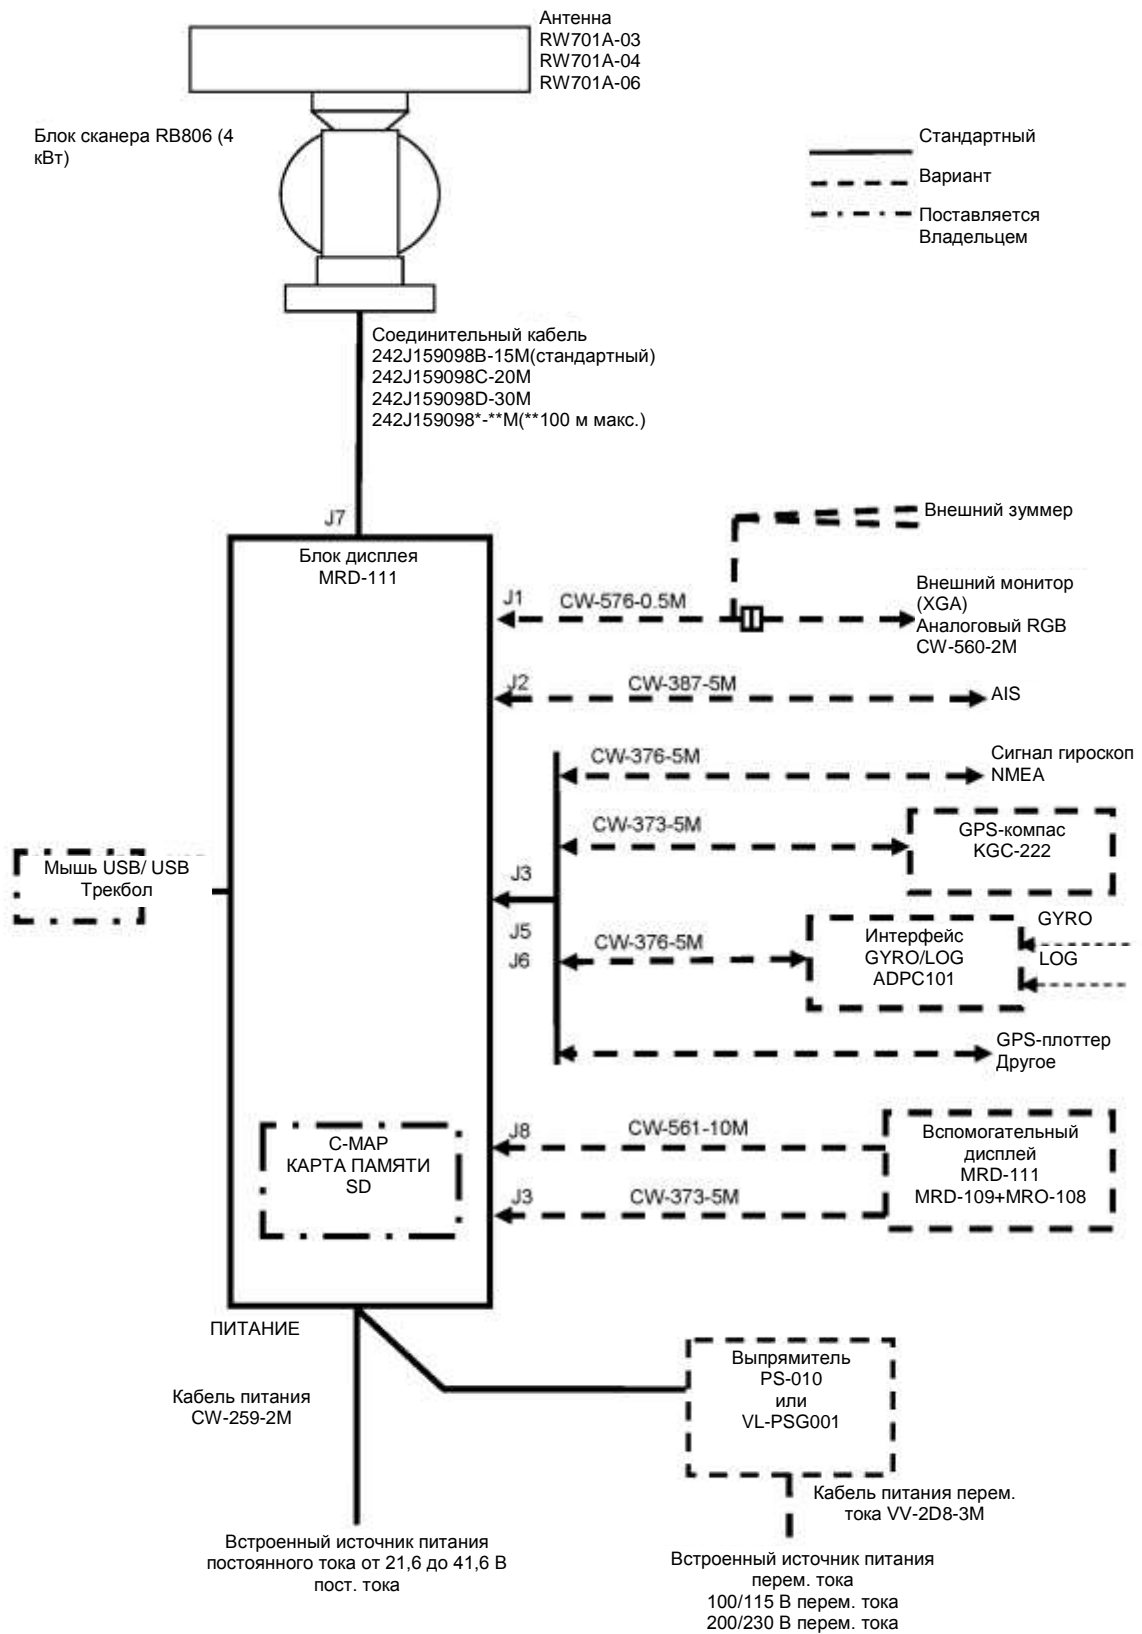 Антенна
RW701A-03
RW701A-04
RW701A-06
Блок сканера RB806 (4
кВт)
Стандартный
Вариант
Поставляется
Владельцем
Соединительный кабель
242J159098B-15M(стандартный)
242J159098C-20M
242J159098D-30M
242J159098*-**M(**100 м макс.)
J7
Блок дисплея
MRD-111
Внешний зуммер
J1
CW-576-0.5M
Внешний монитор
(XGA)
Аналоговый RGB
CW-560-2M
J2
CW-387-5M
AIS
CW-376-5M
Сигнал гироскоп
NMEA
CW-373-5M
GPS-компас
KGC-222
Мышь USB/ USB
Трекбол
J3
J5
J6
CW-376-5M
Интерфейс
GYRO/LOG
ADPC101
GYRO
LOG
GPS-плоттер
Другое
C-MAP
КАРТА ПАМЯТИ
SD
J8
CW-561-10M
J3
CW-373-5M
Вспомогательный
дисплей
MRD-111
MRD-109+MRO-108
ПИТАНИЕ
Кабель питания
CW-259-2M
Выпрямитель
PS-010
или
VL-PSG001
Кабель питания перем.
тока VV-2D8-3M
Встроенный источник питания
постоянного тока от 21,6 до 41,6 В
пост. тока
Встроенный источник питания
перем. тока
100/115 В перем. тока
200/230 В перем. тока